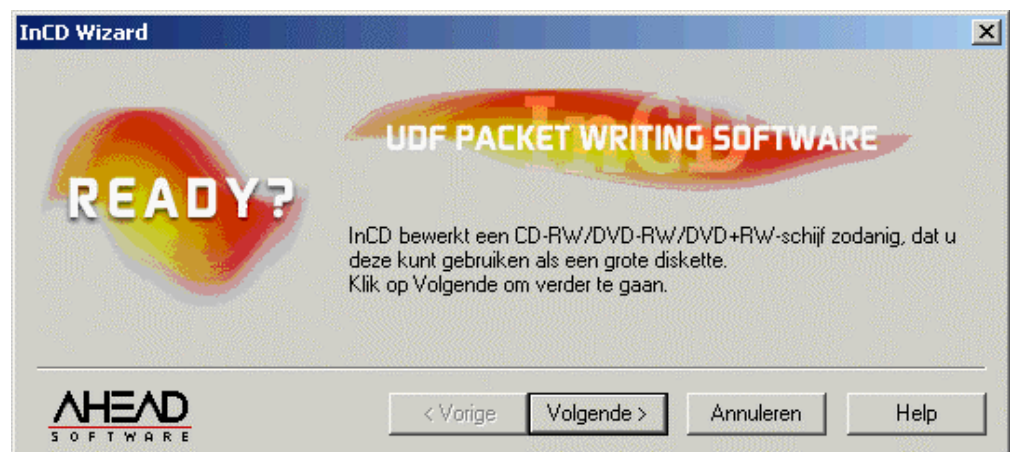 InCD Wizard
InCD
UDF PACKET WRITING SOFTWARE
READY?
InCD bewerkt een CD-RW/DVD-RW/DVD+RW-schijf zodanig, dat u
deze kunt gebruiken als een grote diskette.
Klik op Volgende om verder te gaan.
AHEAD
SOFTWARE
< Vorige
Volgende >
Annuleren
Help